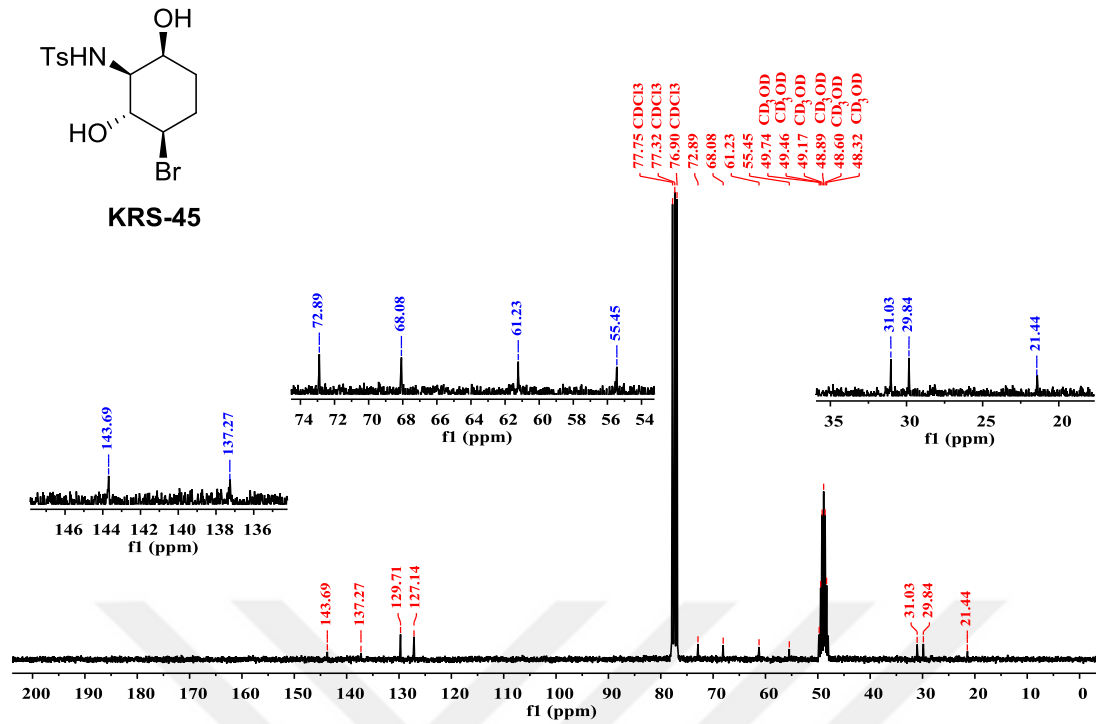 OH
TsHN
HO
Br
KRS-45
77.75 CDCl3
77.32 CDCl3
76.90 CDCl3
72.89
68.08
61.23
55.45
49.74 CD3OD
49.46 CD3OD
49.17 CD3OD
48.89 CD3OD
48.60 CD3OD
48.32 CD3OD
72.89
68.08
61.23
55.45
74 72 70 68 66 64 62 60 58 56 54
f1 (ppm)
31.03
29.84
21.44
35 30 25 20
f1 (ppm)
143.69
137.27
146 144 142 140 138 136
f1 (ppm)
143.69
137.27
129.71
127.14
31.03
29.84
21.44
200 190 180 170 160 150 140 130 120 110 100 90 80 70 60 50 40 30 20 10 0
f1 (ppm)